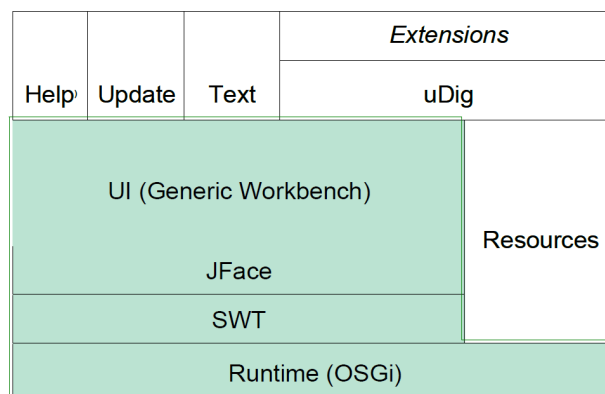 Extensions
Help Update Text uDig
UI (Generic Workbench)
Resources
JFace
SWT
Runtime (OSGi)